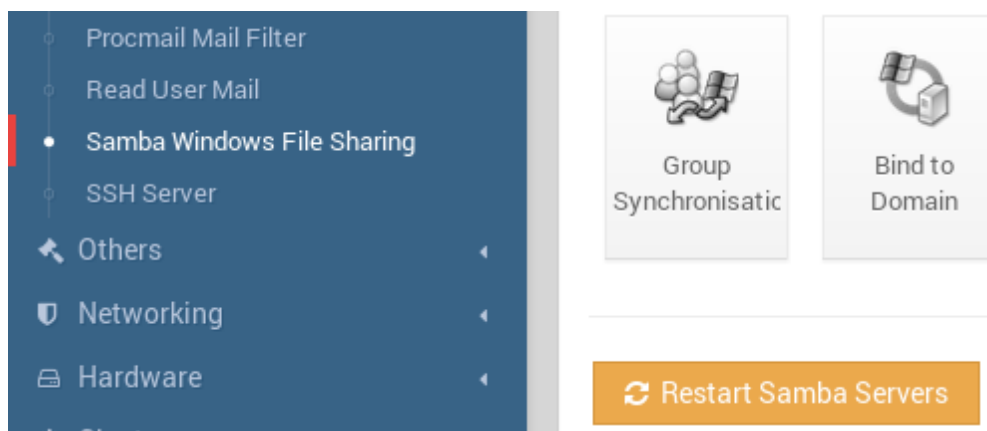 Procmail Mail Filter
Read User Mail
Samba Windows File Sharing
SSH Server
Others
Networking
Hardware
Group
Synchronisatic
Bind to
Domain
Restart Samba Servers